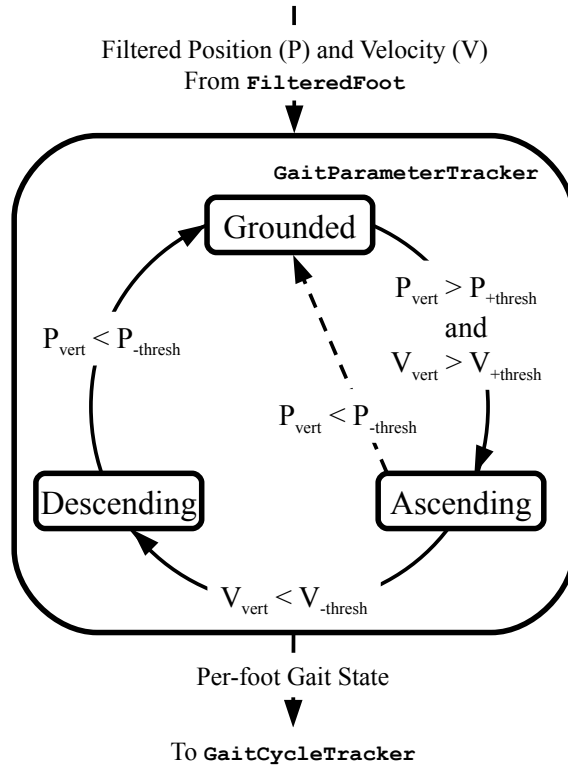 Filtered Position (P) and Velocity (V)
From FilteredFoot
GaitParameterTracker
Grounded
P_vert > P_+thresh
and
V_vert > V_+thresh
P_vert < P_-thresh
P_vert < P_-thresh
Descending
Ascending
V_vert < V_-thresh
Per-foot Gait State
To GaitCycleTracker